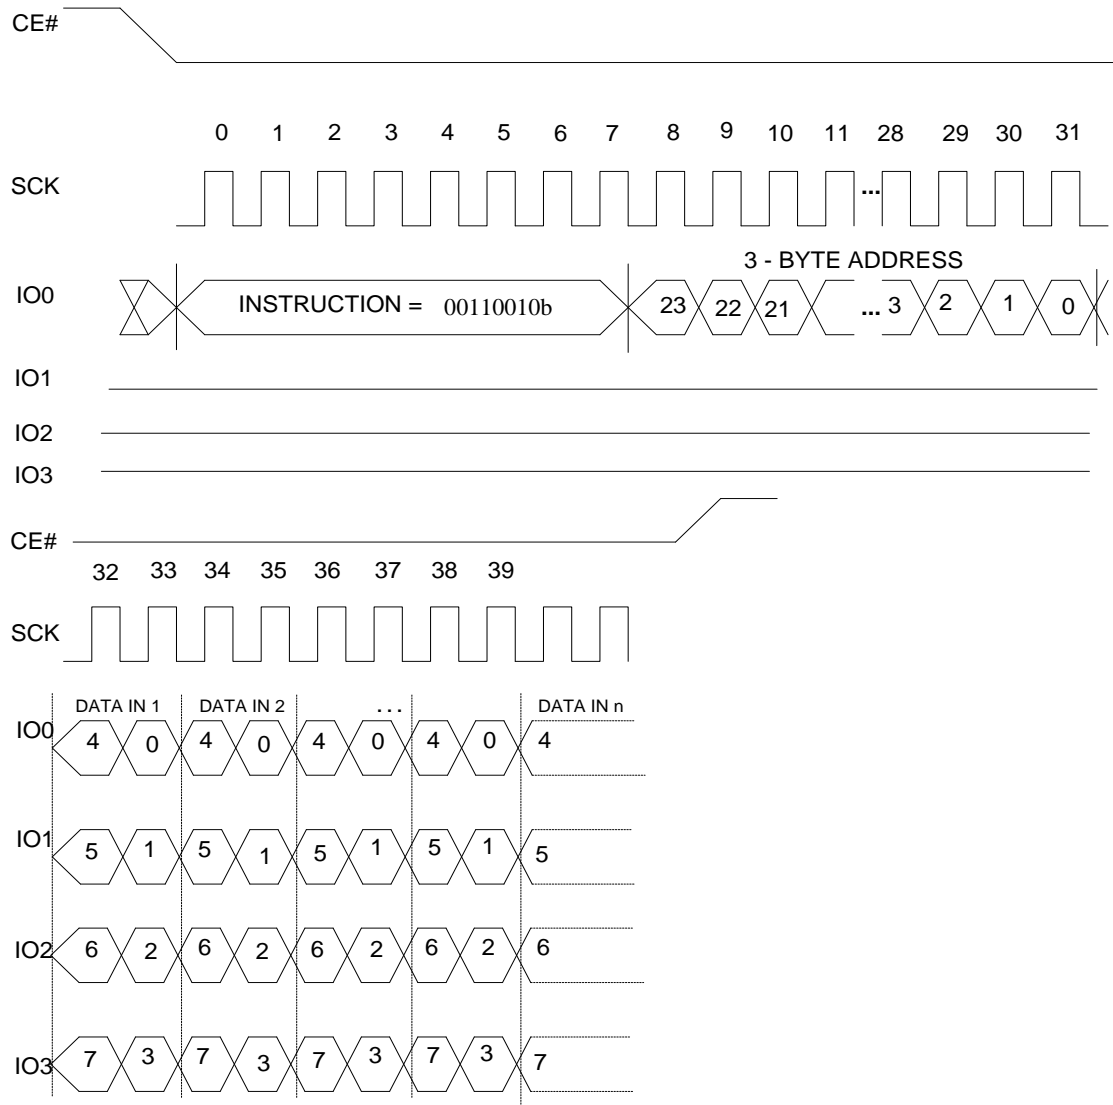 CE#
0 1 2 3 4 5 6 7 8 9 10 11 28 29 30 31
SCK ...
3 - BYTE ADDRESS
IO0 INSTRUCTION = 00110010b 23 22 21 ... 3 2 1 0
IO1
IO2
IO3
CE#
32 33 34 35 36 37 38 39
SCK
DATA IN 1 DATA IN 2 ... DATA IN n
IO0 4 0 4 0 4 0 4 0 4
IO1 5 1 5 1 5 1 5 1 5
IO2 6 2 6 2 6 2 6 2 6
IO3 7 3 7 3 7 3 7 3 7